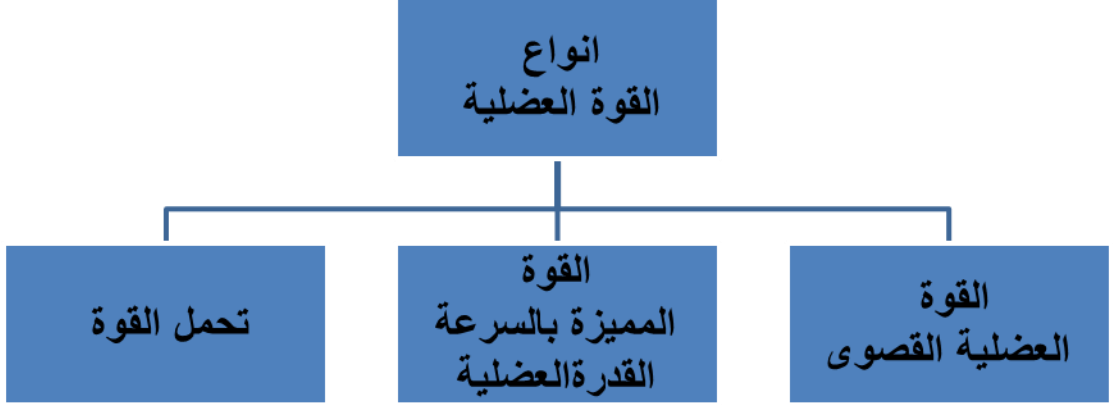 انواع
القوة العضلية
القوة
العضلية القصوى
القوة
المميزة بالسرعة
القدرةالعضلية
تحمل القوة